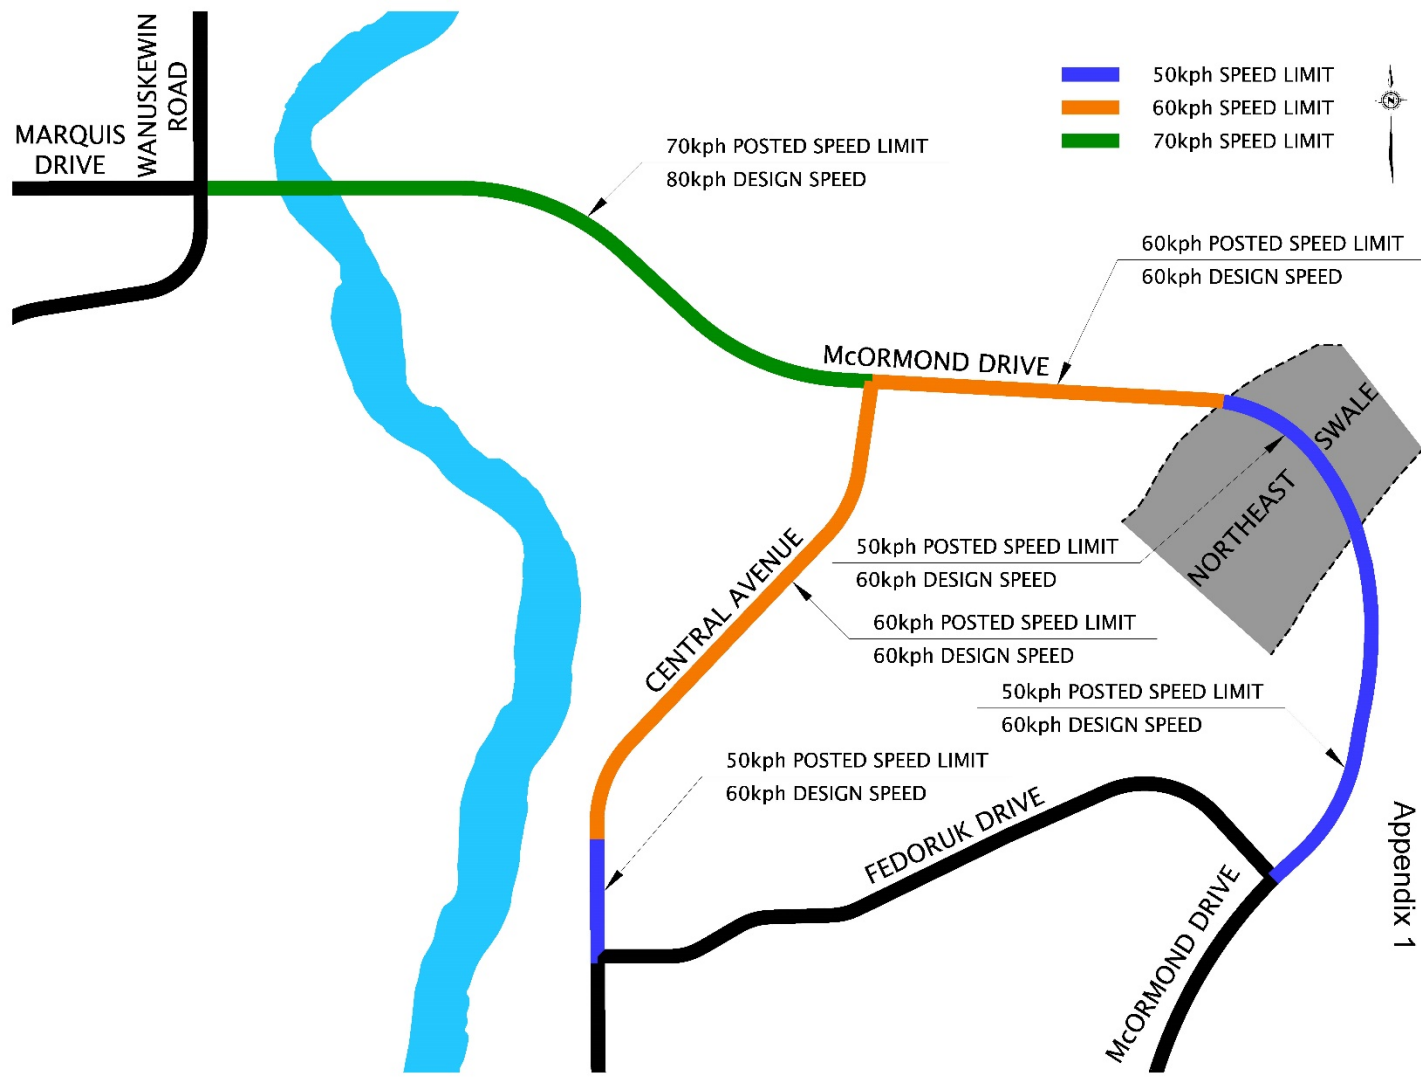 MARQUIS
DRIVE
WANUSKEWIN
ROAD
50kph SPEED LIMIT
60kph SPEED LIMIT
70kph SPEED LIMIT
N
70kph POSTED SPEED LIMIT
80kph DESIGN SPEED
60kph POSTED SPEED LIMIT
60kph DESIGN SPEED
McORMOND DRIVE
NORTHEAST SWALE
50kph POSTED SPEED LIMIT
60kph DESIGN SPEED
CENTRAL AVENUE
60kph POSTED SPEED LIMIT
60kph DESIGN SPEED
50kph POSTED SPEED LIMIT
60kph DESIGN SPEED
50kph POSTED SPEED LIMIT
60kph DESIGN SPEED
FEDORUK DRIVE
McORMOND DRIVE
Appendix 1